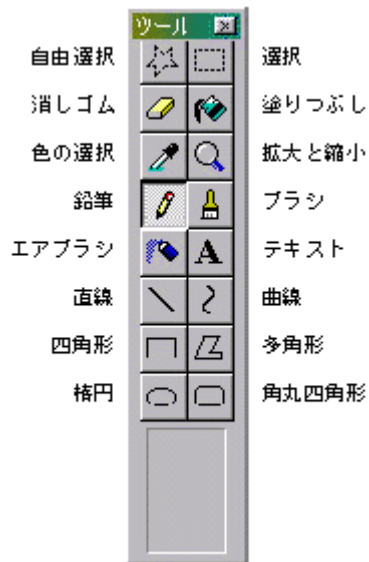 ツール
自由選択 選択
消しゴム 塗りつぶし
色の選択 拡大と縮小
鉛筆 ブラシ
エアブラシ A テキスト
直線 曲線
四角形 多角形
楕円 角丸四角形